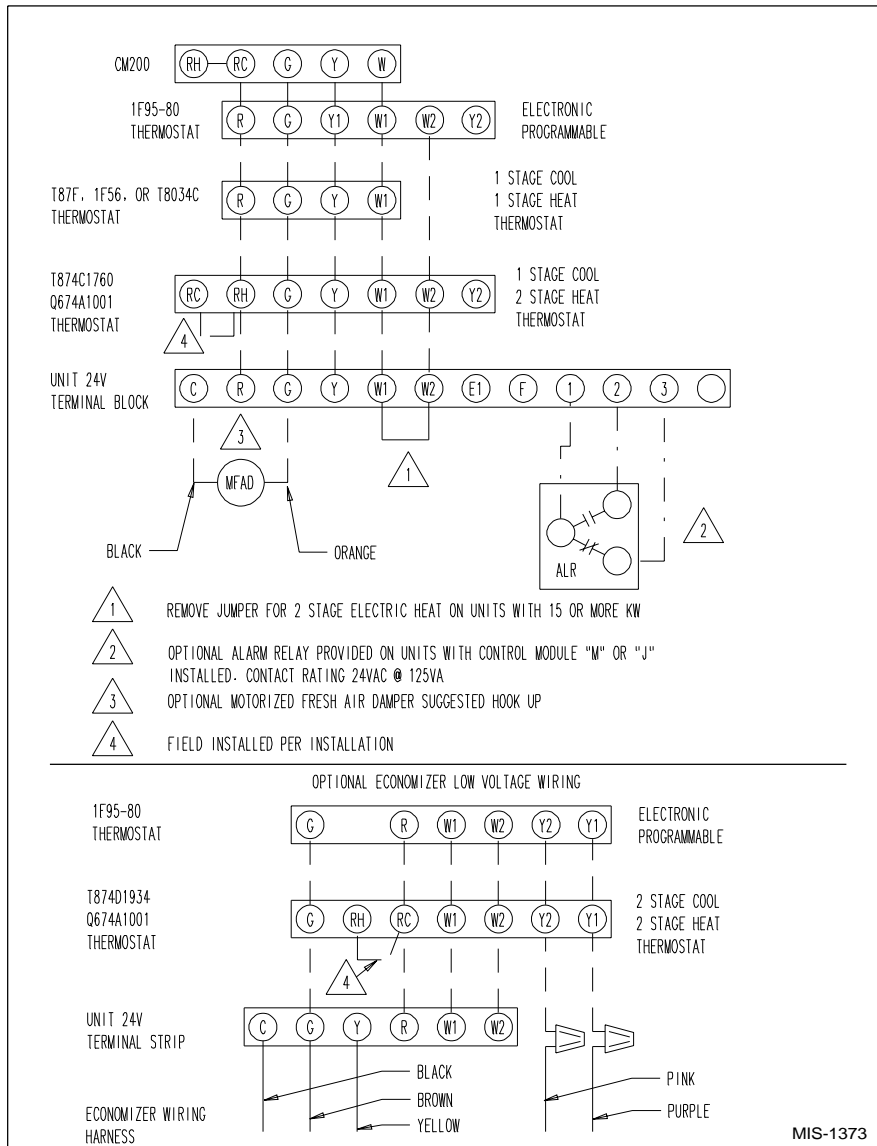 CM200 RH RC G Y W
1F95-80
THERMOSTAT
R G Y1 W1 W2 Y2
ELECTRONIC
PROGRAMMABLE
T87F, 1F56, OR T8034C
THERMOSTAT
R G Y W1
1 STAGE COOL
1 STAGE HEAT
THERMOSTAT
T874C1760
Q674A1001
THERMOSTAT
RC RH G Y W1 W2 Y2
1 STAGE COOL
2 STAGE HEAT
THERMOSTAT
4
UNIT 24V
TERMINAL BLOCK
C R G Y W1 W2 E1 F 1 2 3
3
1
MFAD
2
BLACK
ORANGE
ALR
1 REMOVE JUMPER FOR 2 STAGE ELECTRIC HEAT ON UNITS WITH 15 OR MORE KW
2 OPTIONAL ALARM RELAY PROVIDED ON UNITS WITH CONTROL MODULE "M" OR "J"
INSTALLED. CONTACT RATING 24VAC @ 125VA
3 OPTIONAL MOTORIZED FRESH AIR DAMPER SUGGESTED HOOK UP
4 FIELD INSTALLED PER INSTALLATION
OPTIONAL ECONOMIZER LOW VOLTAGE WIRING
1F95-80
THERMOSTAT
G R W1 W2 Y2 Y1
ELECTRONIC
PROGRAMMABLE
T874D1934
Q674A1001
THERMOSTAT
G RH RC W1 W2 Y2 Y1
2 STAGE COOL
2 STAGE HEAT
THERMOSTAT
4
UNIT 24V
TERMINAL STRIP
C G Y R W1 W2
BLACK
BROWN
YELLOW
PINK
PURPLE
ECONOMIZER WIRING
HARNESS
MIS-1373